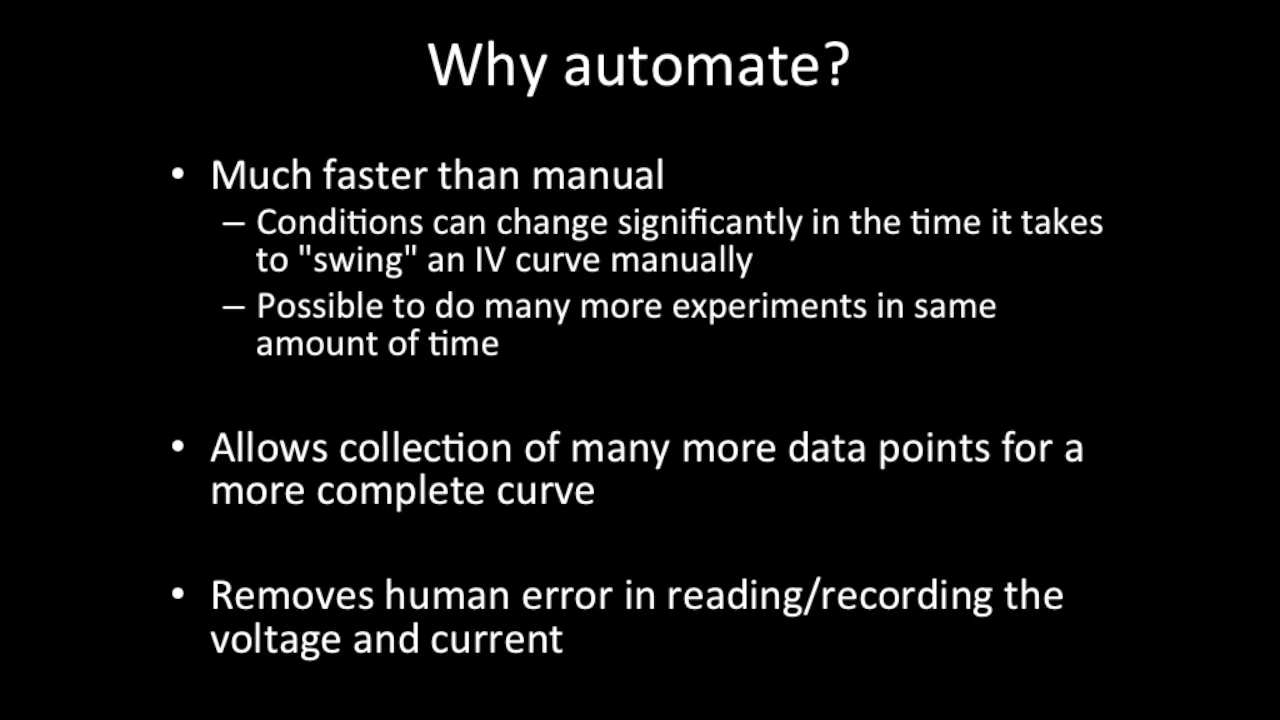 Why automate?
• Much faster than manual
– Conditions can change significantly in the time it takes
to "swing" an IV curve manually
– Possible to do many more experiments in same
amount of time
• Allows collection of many more data points for a
more complete curve
• Removes human error in reading/recording the
voltage and current